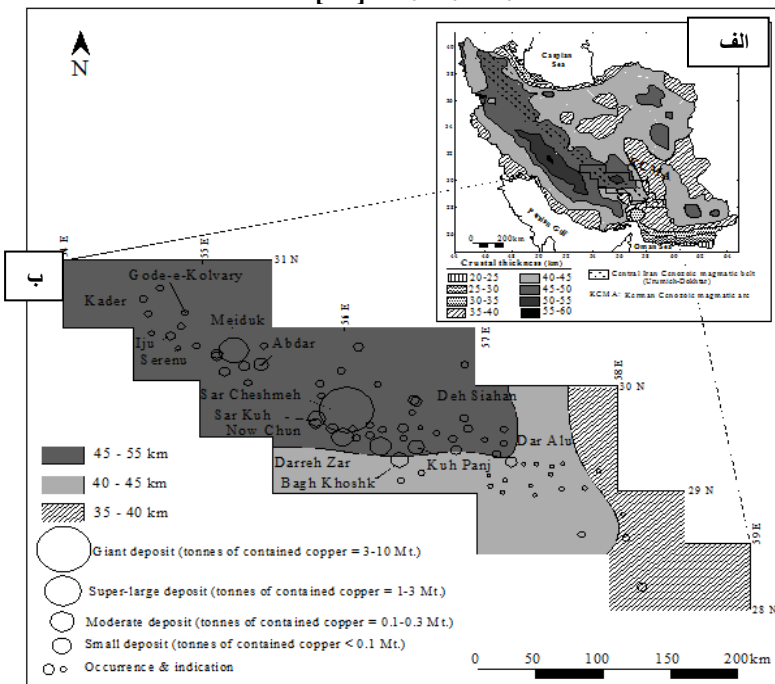 الف
N
Caspian
Sea
KCMA
Persian Gulf
Oman Sea
0 200km
Crustal thickness (km)
20-25
25-30
30-35
35-40
40-45
45-50
50-55
55-60
Central Iran Cenozoic magmatic belt
(Urumieh-Dokhtar)
KCMA: Kerman Cenozoic magmatic arc
ب
54 E
55 E
31 N
Gode-e-Kolvary
Kader
Meiduk
56 E
57 E
Iju
Abdar
Serenu
58 E
30 N
Sar Cheshmeh
Deh Siahan
Sar Kuh
Now Chun
Dar Alu
45 - 55 km
Darreh Zar
Kuh Panj
40 - 45 km
Bagh Khoshk
29 N
35 - 40 km
59 E
Giant deposit (tonnes of contained copper = 3-10 Mt.)
Super-large deposit (tonnes of contained copper = 1-3 Mt.)
28 N
Moderate deposit (tonnes of contained copper = 0.1-0.3 Mt.)
Small deposit (tonnes of contained copper < 0.1 Mt.)
Occurrence & indication
0 50 100 150 200km